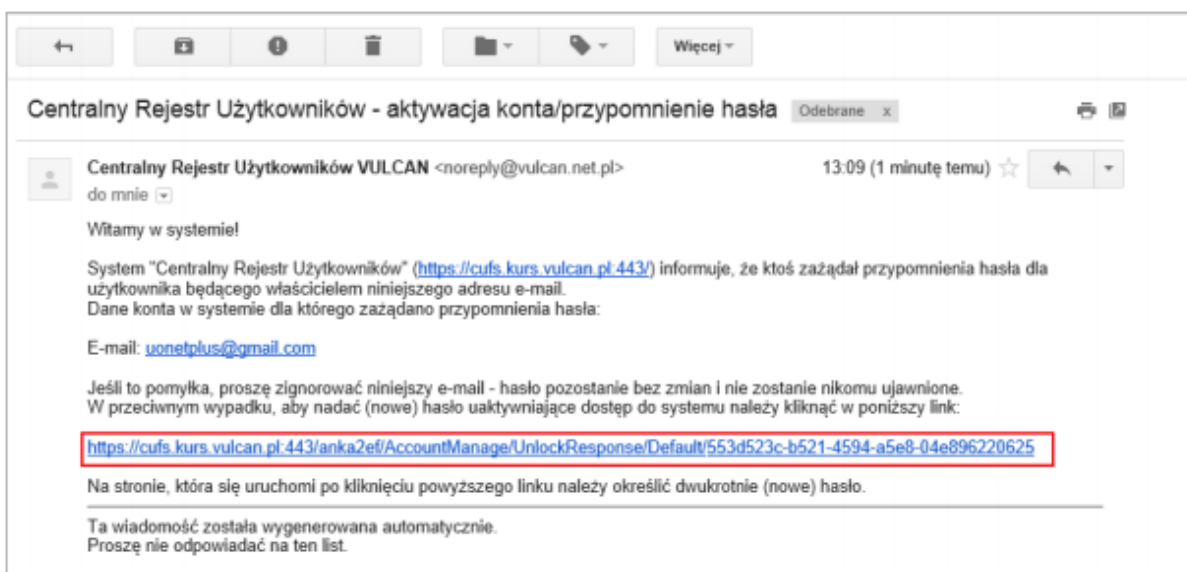 Więcej
Centralny Rejestr Użytkowników - aktywacja konta/przypomnienie hasła Odebrane x
Centralny Rejestr Użytkowników VULCAN <noreply@vulcan.net.pl> 13:09 (1 minutę temu)
do mnie
Witamy w systemie!
System "Centralny Rejestr Użytkowników" (https://cufs.kurs.vulcan.pl:443/) informuje, że ktoś zażądał przypomnienia hasła dla
użytkownika będącego właścicielem niniejszego adresu e-mail.
Dane konta w systemie dla którego zażądano przypomnienia hasła:
E-mail: uonetplus@gmail.com
Jeśli to pomyłka, proszę zignorować niniejszy e-mail - hasło pozostanie bez zmian i nie zostanie nikomu ujawnione.
W przeciwnym wypadku, aby nadać (nowe) hasło uaktywniające dostęp do systemu należy kliknąć w poniższy link:
https://cufs.kurs.vulcan.pl:443/anka2ef/AccountManage/UnlockResponse/Default/553d523c-b521-4594-a5e8-04e896220625
Na stronie, która się uruchomi po kliknięciu powyższego linku należy określić dwukrotnie (nowe) hasło.
Ta wiadomość została wygenerowana automatycznie.
Proszę nie odpowiadać na ten list.